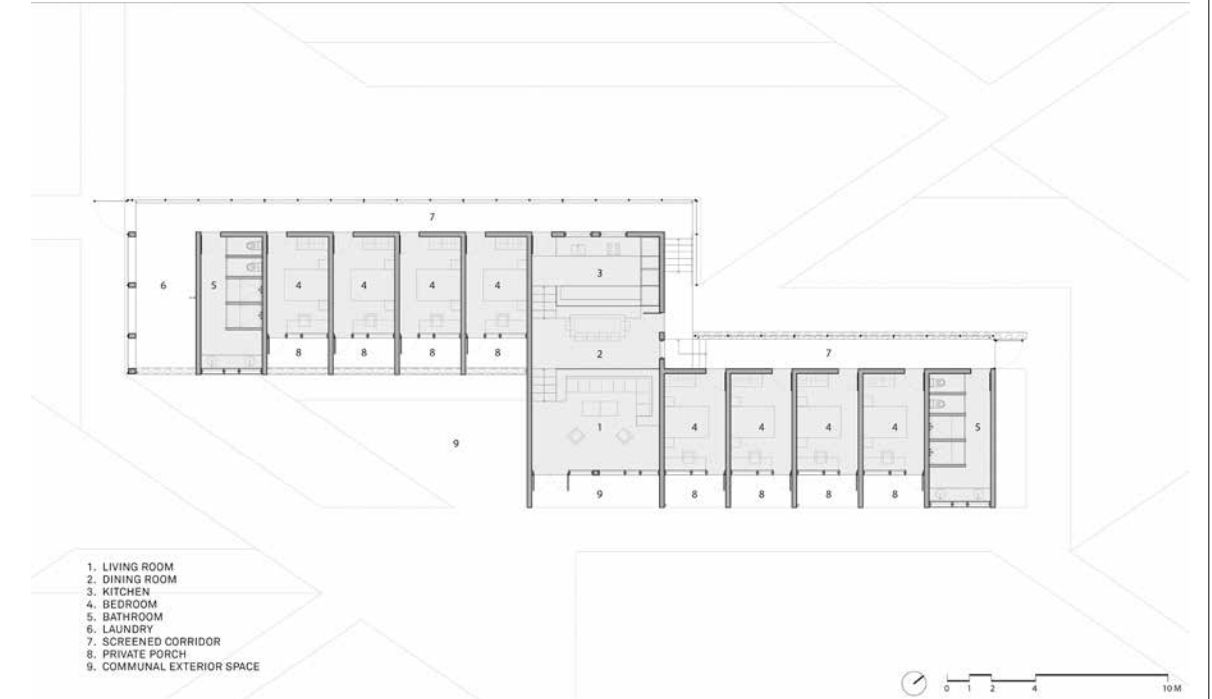 7
6
5
4
4
4
4
3
8
8
8
8
2
7
9
1
4
4
4
4
5
9
8
8
8
8
1. LIVING ROOM
2. DINING ROOM
3. KITCHEN
4. BEDROOM
5. BATHROOM
6. LAUNDRY
7. SCREENED CORRIDOR
8. PRIVATE PORCH
9. COMMUNAL EXTERIOR SPACE
0 1 2 4 10 M